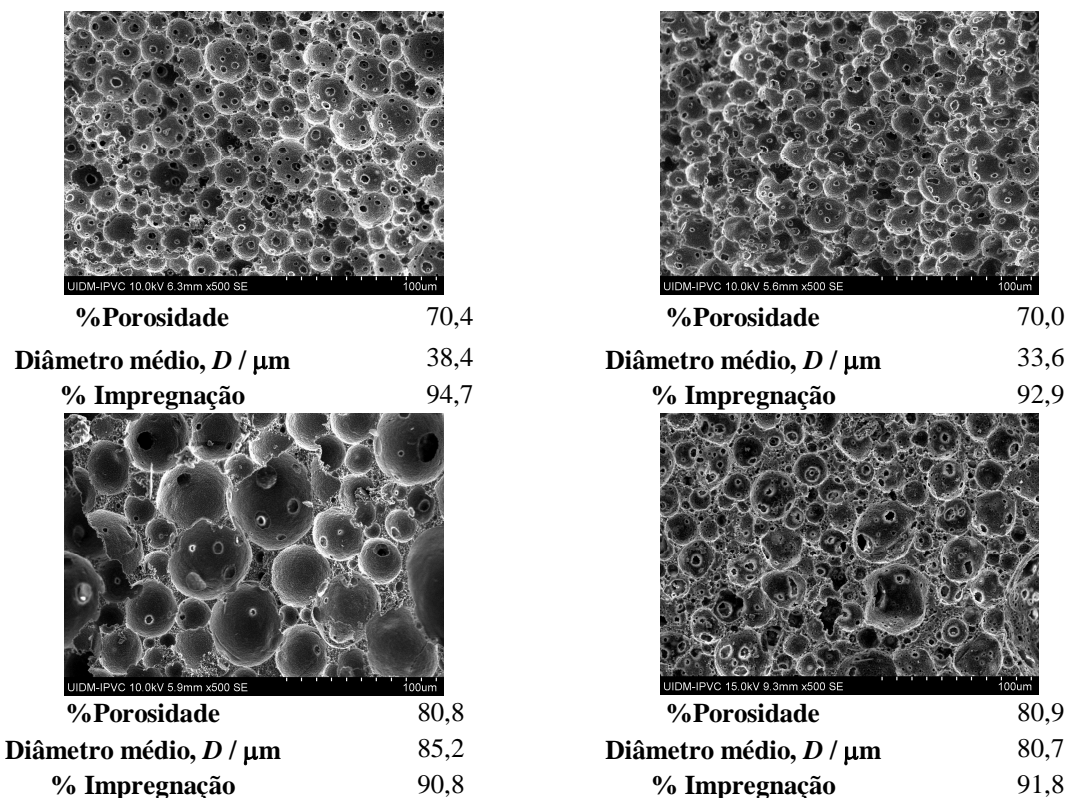 UIDM-IPVC 10.0kV 6.3mm x500 SE 100um
UIDM-IPVC 10.0kV 5.6mm x500 SE 100um
%Porosidade 70,4
%Porosidade 70,0
Diâmetro médio, D / μm 38,4
Diâmetro médio, D / μm 33,6
% Impregnação 94,7
% Impregnação 92,9
UIDM-IPVC 10.0kV 5.9mm x500 SE 100um
UIDM-IPVC 15.0kV 9.3mm x500 SE 100um
%Porosidade 80,8
%Porosidade 80,9
Diâmetro médio, D / μm 85,2
Diâmetro médio, D / μm 80,7
% Impregnação 90,8
% Impregnação 91,8